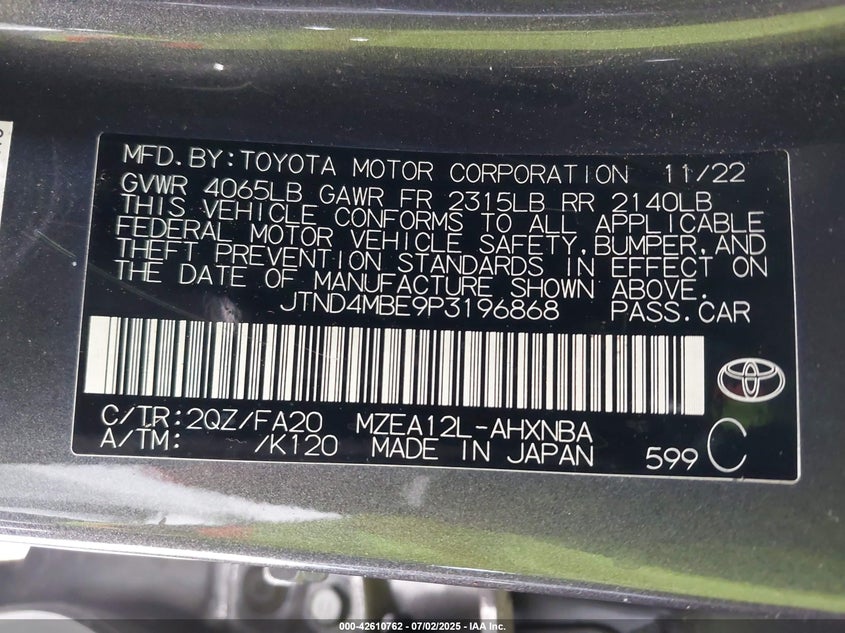 MFD.BY:TOYOTA MOTOR CORPORATION 11/22
GVWR 4065LB GAWR FR 2315LB RR 2140LB
THIS VEHICLE CONFORMS TO ALL APPLICABLE
FEDERAL MOTOR VEHICLE SAFETY,BUMPER,AND
THEFT PREVENTION STANDARDS IN EFFECT ON
THE DATE OF MANUFACTURE SHOWN ABOVE.
JTND4MBE9P3196868 PASS.CAR
C/TR:2QZ/FA20 MZEA12L-AHXNBA
A/TM: /K120 MADE IN JAPAN 599 C
000-42610762 - 07/02/2025 - IAA Inc.